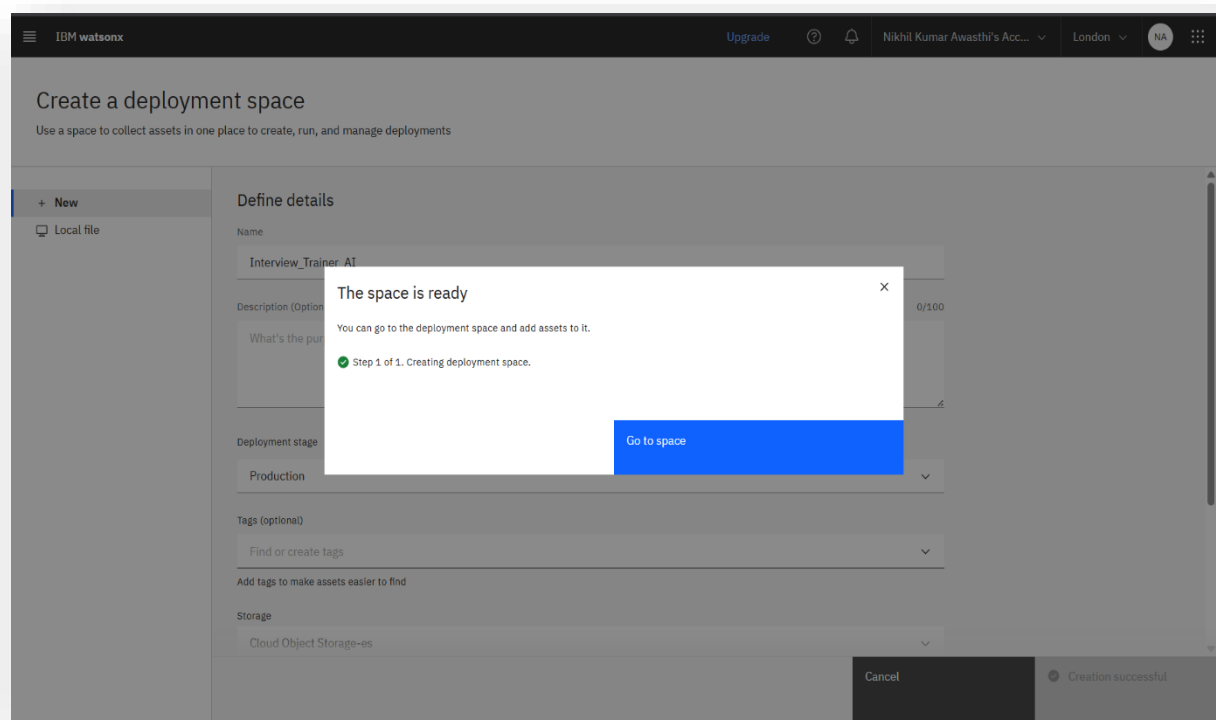 IBM watsonx
Upgrade
Nikhil Kumar Awasthi's Acc...
London
NA
Create a deployment space
Use a space to collect assets in one place to create, run, and manage deployments
+ New
Local file
Define details
Name
Interview_Trainer_AI
Description (Option
0/100
What's the pur
The space is ready
You can go to the deployment space and add assets to it.
Step 1 of 1. Creating deployment space.
Go to space
Deployment stage
Production
Tags (optional)
Find or create tags
Add tags to make assets easier to find
Storage
Cloud Object Storage-es
Cancel
Creation successful